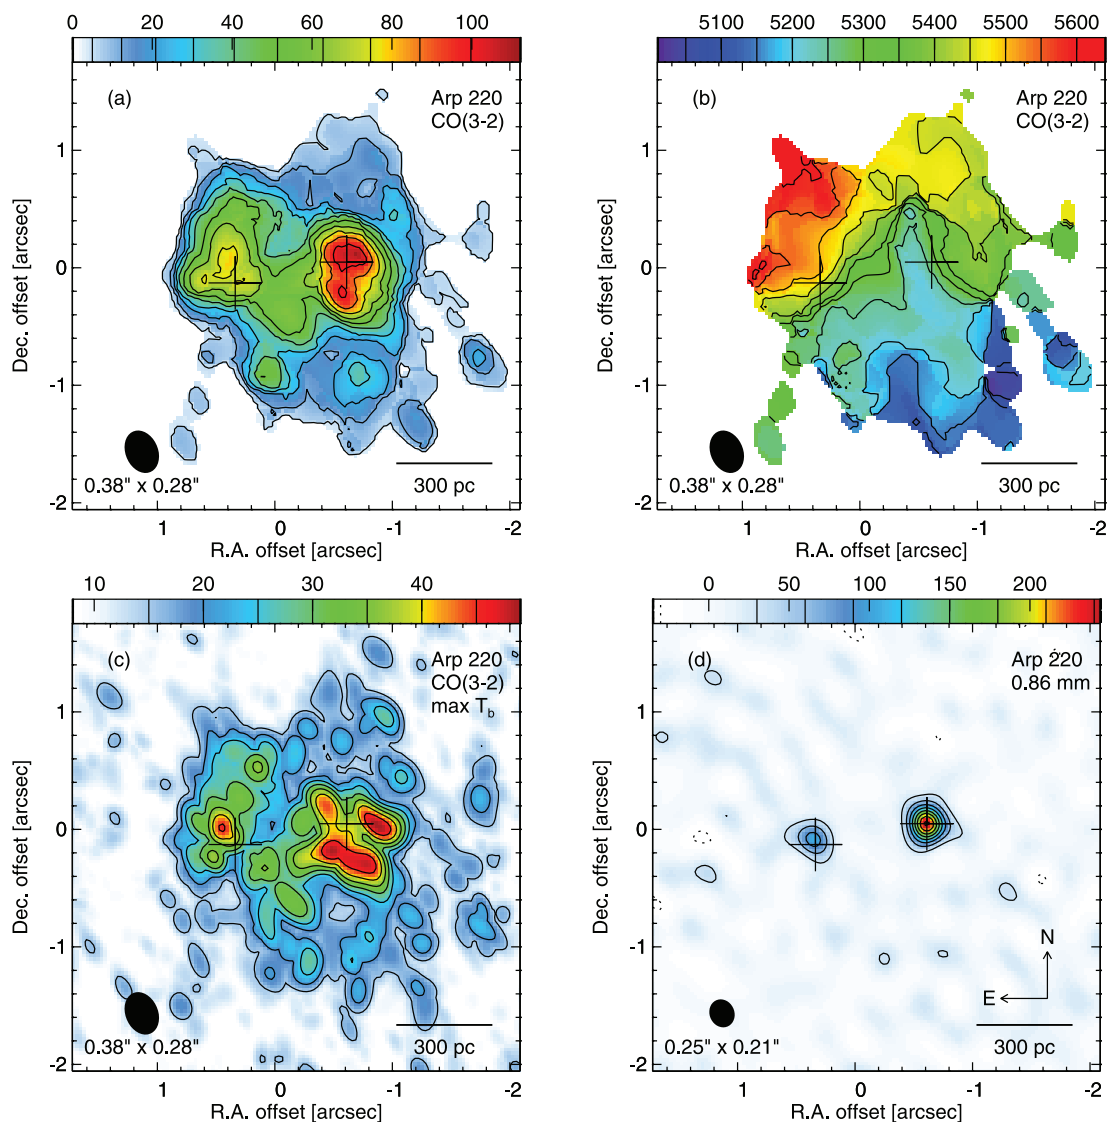 0 20 40 60 80 100
(a) Arp 220
CO(3-2)
1
0
-1
-2
Dec. offset [arcsec]
0.38" x 0.28"
300 pc
1 0 -1 -2
R.A. offset [arcsec]
5100 5200 5300 5400 5500 5600
(b) Arp 220
CO(3-2)
1
0
-1
-2
Dec. offset [arcsec]
0.38" x 0.28"
300 pc
1 0 -1 -2
R.A. offset [arcsec]
10 20 30 40
(c) Arp 220
CO(3-2)
max Tb
1
0
-1
-2
Dec. offset [arcsec]
0.38" x 0.28"
300 pc
1 0 -1 -2
R.A. offset [arcsec]
0 50 100 150 200
(d) Arp 220
0.86 mm
1
0
-1
-2
Dec. offset [arcsec]
N
E
0.25" x 0.21"
300 pc
1 0 -1 -2
R.A. offset [arcsec]